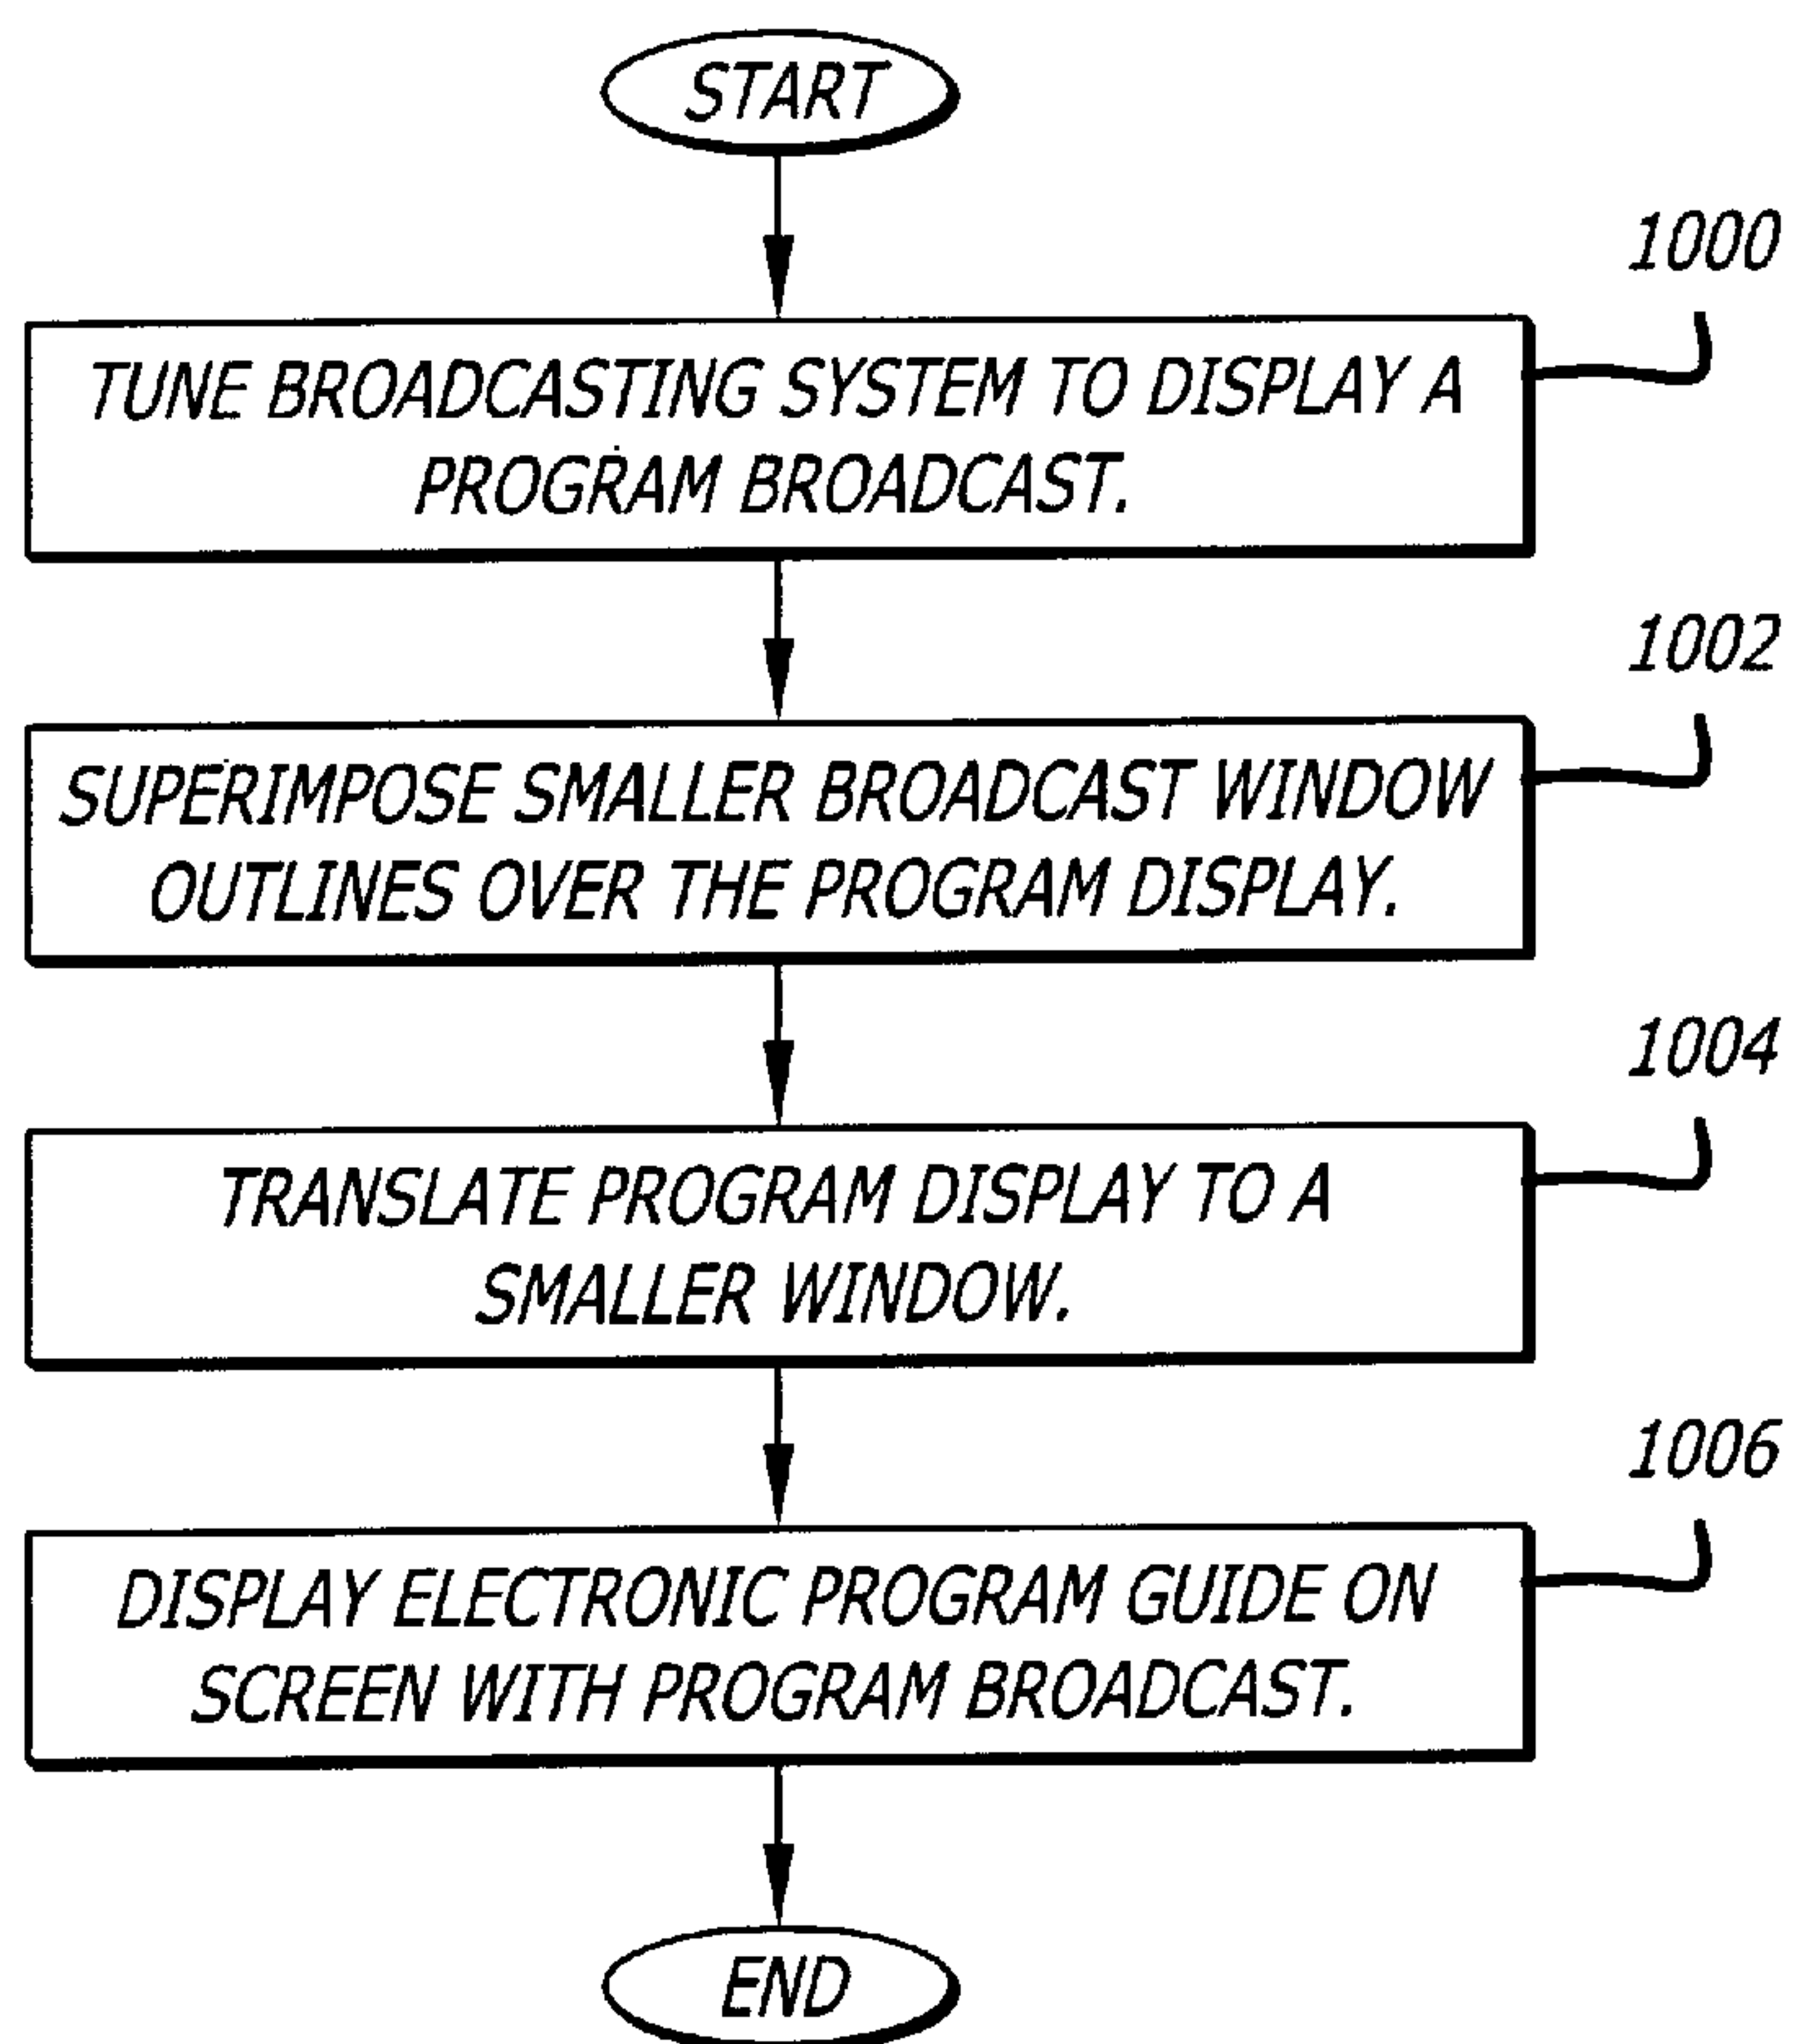 START
1000
TUNE BROADCASTING SYSTEM TO DISPLAY A
PROGRAM BROADCAST.
1002
SUPERIMPOSE SMALLER BROADCAST WINDOW
OUTLINES OVER THE PROGRAM DISPLAY.
1004
TRANSLATE PROGRAM DISPLAY TO A
SMALLER WINDOW.
1006
DISPLAY ELECTRONIC PROGRAM GUIDE ON
SCREEN WITH PROGRAM BROADCAST.
END